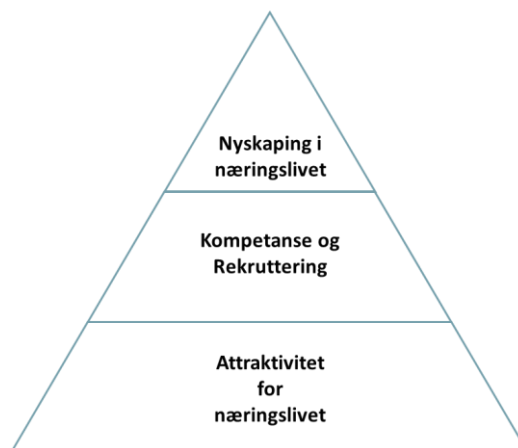 Nyskaping i
næringslivet
Kompetanse og
Rekruttering
Attraktivitet
for
næringslivet